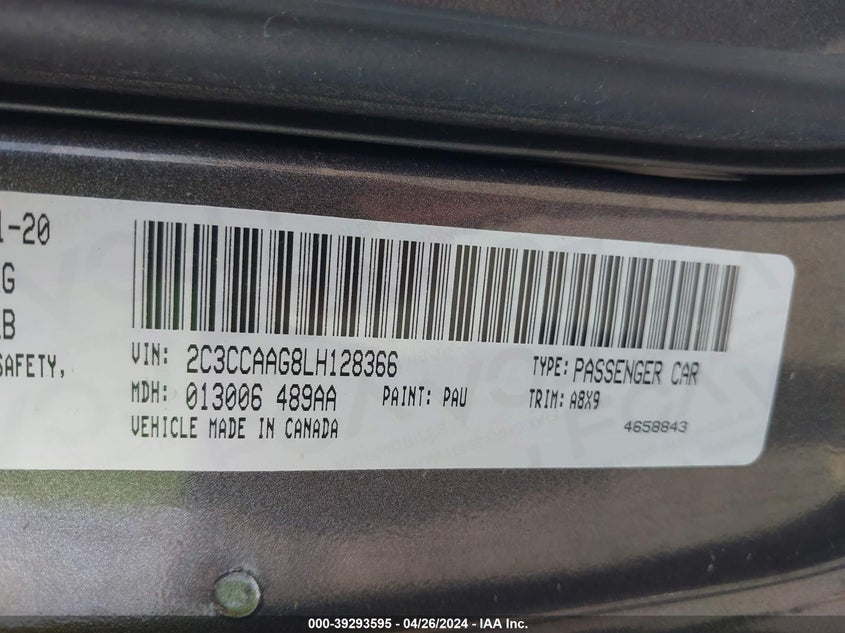 1-20
G
B
SAFETY,
VIN: 2C3CCAAG8LH128366 TYPE: PASSENGER CAR
MDH: 013006 489AA PAINT: PAU TRIM: A8X9
VEHICLE MADE IN CANADA 4658843
000-39293595 - 04/26/2024 - IAA Inc.